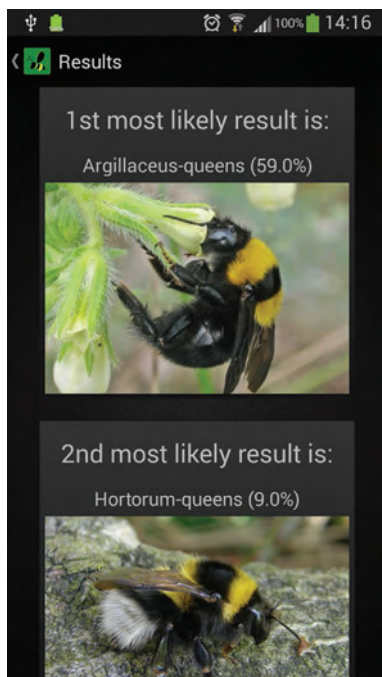 100% 14:16
Results
1st most likely result is:
Argillaceus-queens (59.0%)
2nd most likely result is:
Hortorum-queens (9.0%)